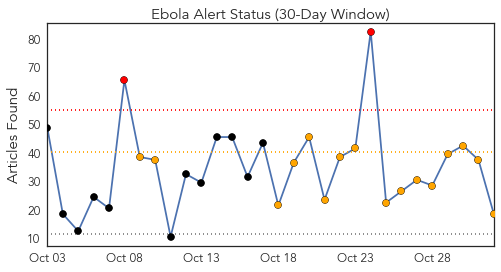 Ebola Alert Status (30-Day Window)
Articles Found
80
70
60
50
40
30
20
10
Oct 03
Oct 08
Oct 13
Oct 18
Oct 23
Oct 28